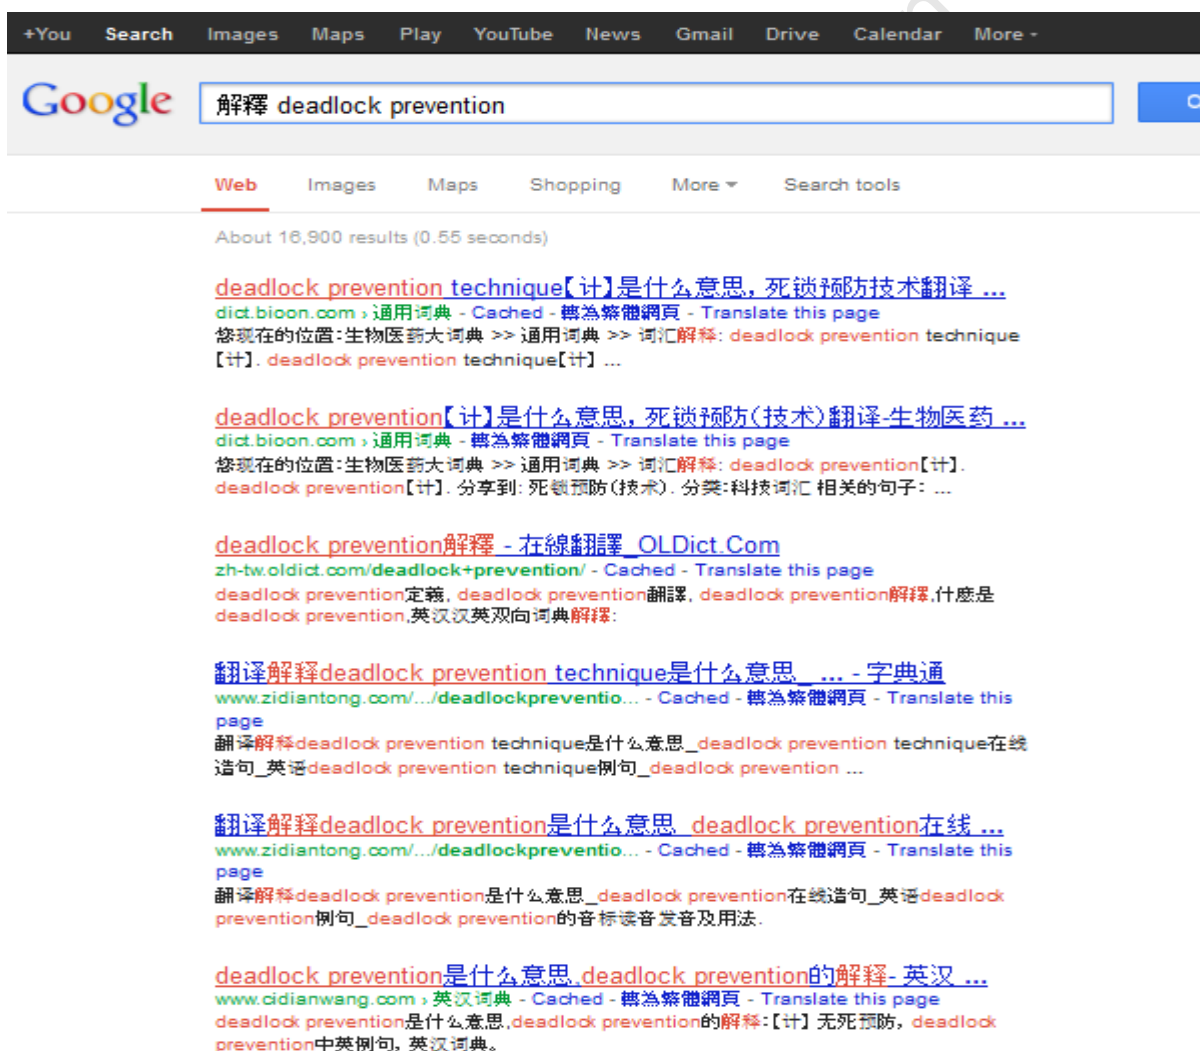 +You Search Images Maps Play YouTube News Gmail Drive Calendar More
Google 解釋 deadlock prevention
Web Images Maps Shopping More Search tools
About 16,900 results (0.55 seconds)
deadlock prevention technique【计】是什么意思, 死锁预防技术翻译 ...
dict.bioon.com › 通用词典 - Cached - 轉為繁體網頁 - Translate this page
您现在的位置:生物医药大词典 >> 通用词典 >> 词汇解释: deadlock prevention technique
【计】. deadlock prevention technique【计】 ...
deadlock prevention【计】是什么意思, 死锁预防(技术)翻译-生物医药 ...
dict.bioon.com › 通用词典 - 轉為繁體網頁 - Translate this page
您现在的位置:生物医药大词典 >> 通用词典 >> 词汇解释: deadlock prevention【计】.
deadlock prevention【计】. 分享到: 死锁预防(技术). 分类:科技词汇 相关的句子: ...
deadlock prevention解釋 - 在線翻譯_OLDict.Com
zh-tw.oldict.com/deadlock+prevention/ - Cached - Translate this page
deadlock prevention定義, deadlock prevention翻譯, deadlock prevention解釋,什麼是
deadlock prevention,英汉汉英双向词典解釋:
翻译解释deadlock prevention technique是什么意思_ ... - 字典通
www.zidiantong.com/.../deadlockpreventio... - Cached - 轉為繁體網頁 - Translate this
page
翻译解释deadlock prevention technique是什么意思_deadlock prevention technique在线
造句_英语deadlock prevention technique例句_deadlock prevention ...
翻译解释deadlock prevention是什么意思_deadlock prevention在线 ...
www.zidiantong.com/.../deadlockpreventio... - Cached - 轉為繁體網頁 - Translate this
page
翻译解释deadlock prevention是什么意思_deadlock prevention在线造句_英语deadlock
prevention例句_deadlock prevention的音标读音发音及用法.
deadlock prevention是什么意思,deadlock prevention的解释- 英汉 ...
www.cidianwang.com › 英汉词典 - Cached - 轉為繁體網頁 - Translate this page
deadlock prevention是什么意思,deadlock prevention的解释:【计】 无死预防, deadlock
prevention中英例句, 英汉词典。